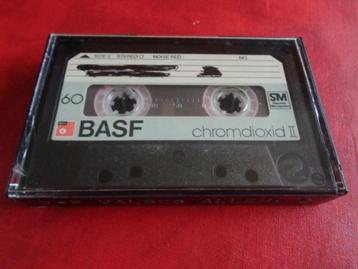 SIDE 2 STEREO NOISE RED.: NO.
60
SM
BASF
chromdioxid II
2